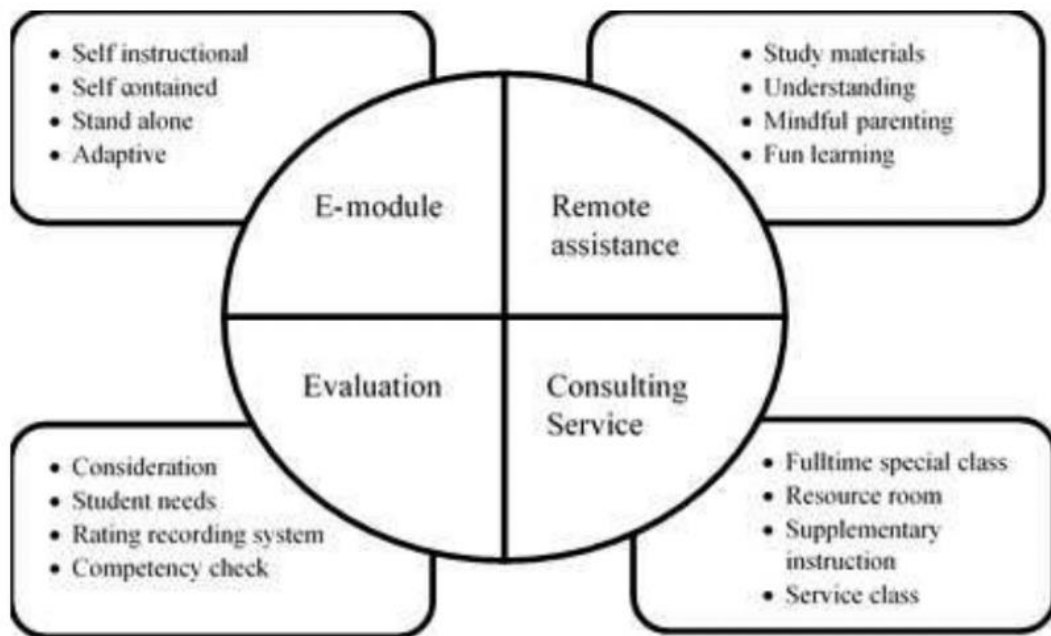 • Self instructional
• Self contained
• Stand alone
• Adaptive
• Study materials
• Understanding
• Mindful parenting
• Fun learning
E-module
Remote
assistance
Evaluation
Consulting
Service
• Consideration
• Student needs
• Rating recording system
• Competency check
• Fulltime special class
• Resource room
• Supplementary
instruction
• Service class